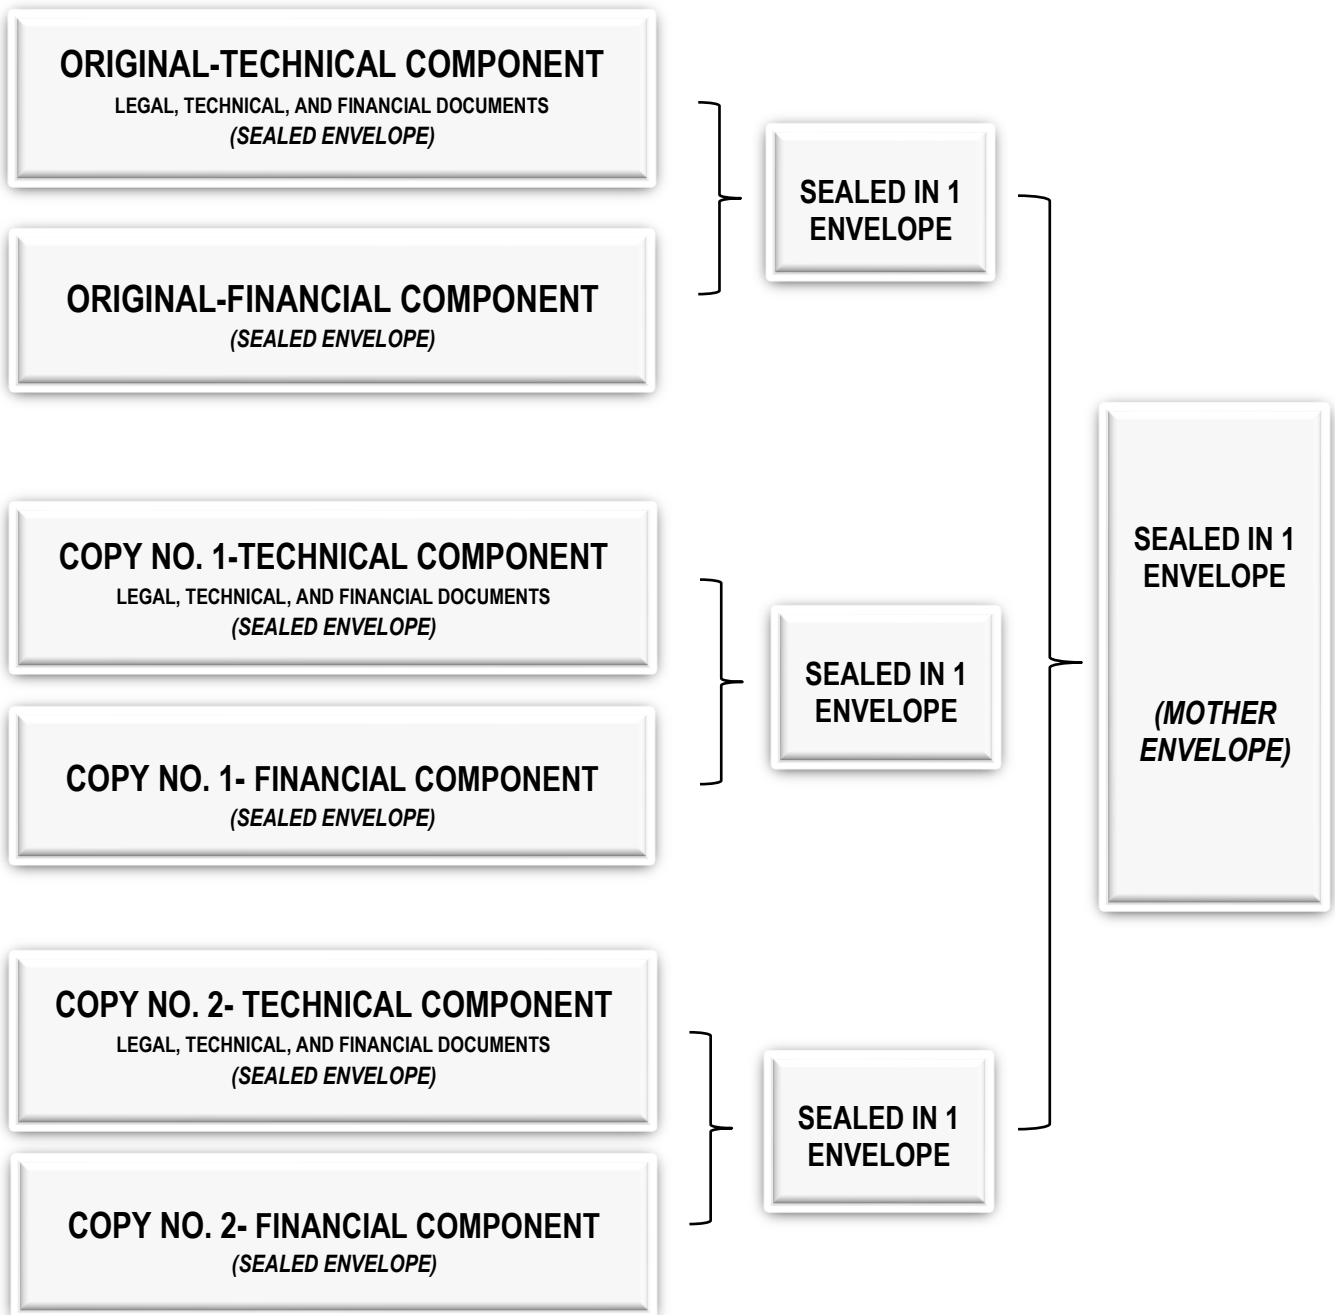 ORIGINAL-TECHNICAL COMPONENT
LEGAL, TECHNICAL, AND FINANCIAL DOCUMENTS
(SEALED ENVELOPE)
ORIGINAL-FINANCIAL COMPONENT
(SEALED ENVELOPE)
SEALED IN 1
ENVELOPE
COPY NO. 1-TECHNICAL COMPONENT
LEGAL, TECHNICAL, AND FINANCIAL DOCUMENTS
(SEALED ENVELOPE)
COPY NO. 1- FINANCIAL COMPONENT
(SEALED ENVELOPE)
SEALED IN 1
ENVELOPE
COPY NO. 2- TECHNICAL COMPONENT
LEGAL, TECHNICAL, AND FINANCIAL DOCUMENTS
(SEALED ENVELOPE)
COPY NO. 2- FINANCIAL COMPONENT
(SEALED ENVELOPE)
SEALED IN 1
ENVELOPE
SEALED IN 1
ENVELOPE
(MOTHER
ENVELOPE)